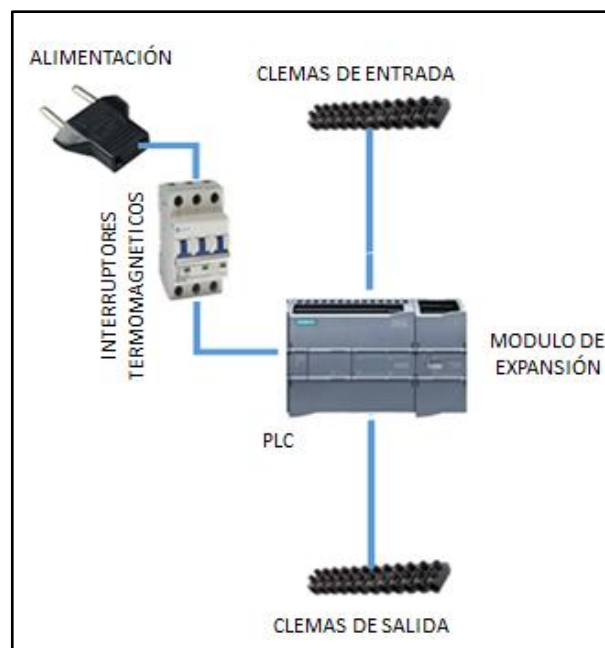 ALIMENTACIÓN
CLEMAS DE ENTRADA
INTERRUPTORES
TERMOMAGNETICOS
MODULO DE
EXPANSIÓN
PLC
CLEMAS DE SALIDA